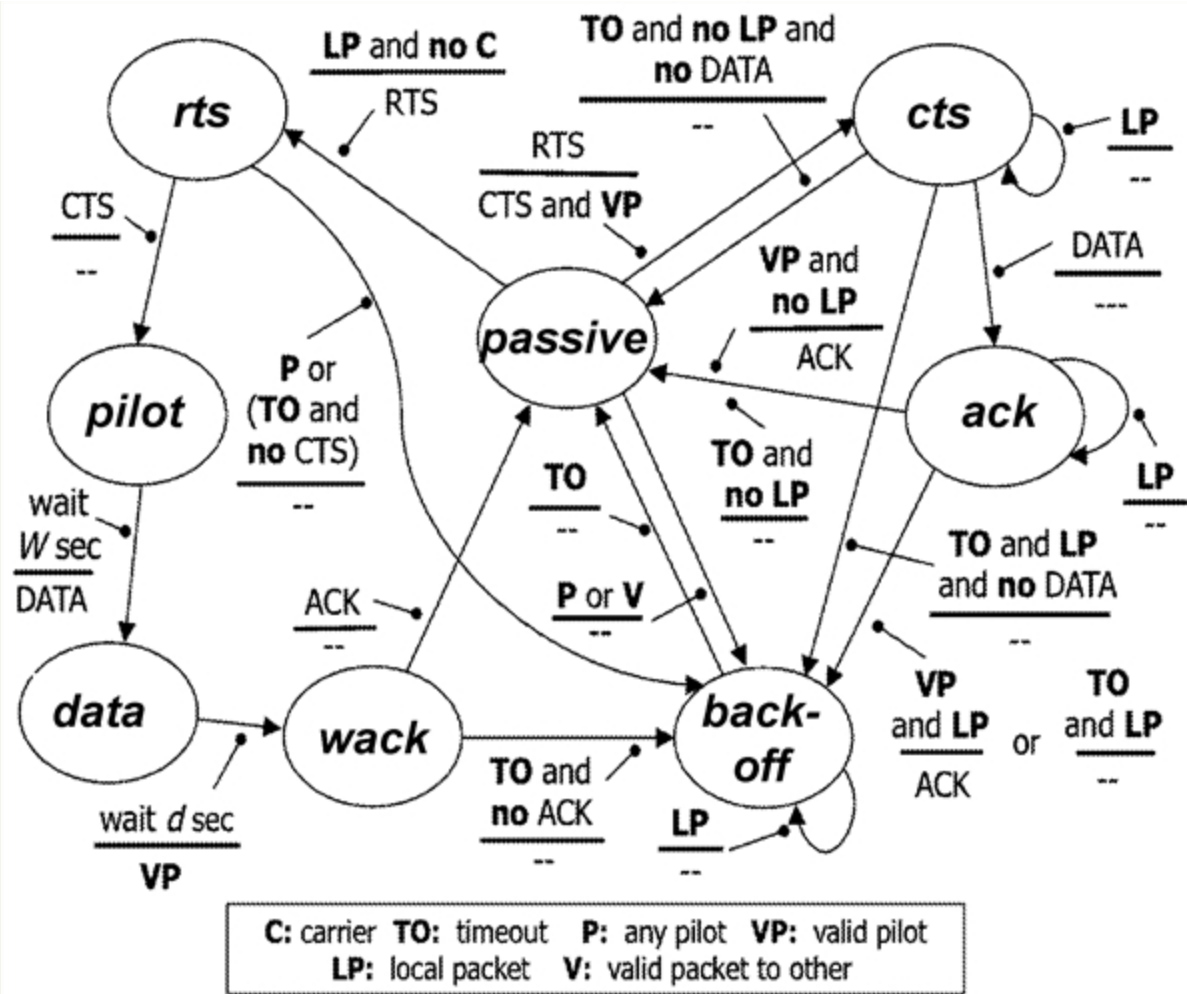 LP and no C
RTS
TO and no LP and
no DATA
--
rts
cts
LP
--
RTS
CTS and VP
CTS
--
DATA
---
VP and
no LP
ACK
passive
P or
(TO and
no CTS)
--
pilot
ack
TO and
no LP
--
LP
--
TO
--
wait
W sec
DATA
TO and LP
and no DATA
--
ACK
--
P or V
--
data
wack
back-
off
VP
and LP
ACK
or
TO
and LP
--
TO and
no ACK
--
LP
--
wait d sec
VP
C: carrier TO: timeout P: any pilot VP: valid pilot
LP: local packet V: valid packet to other